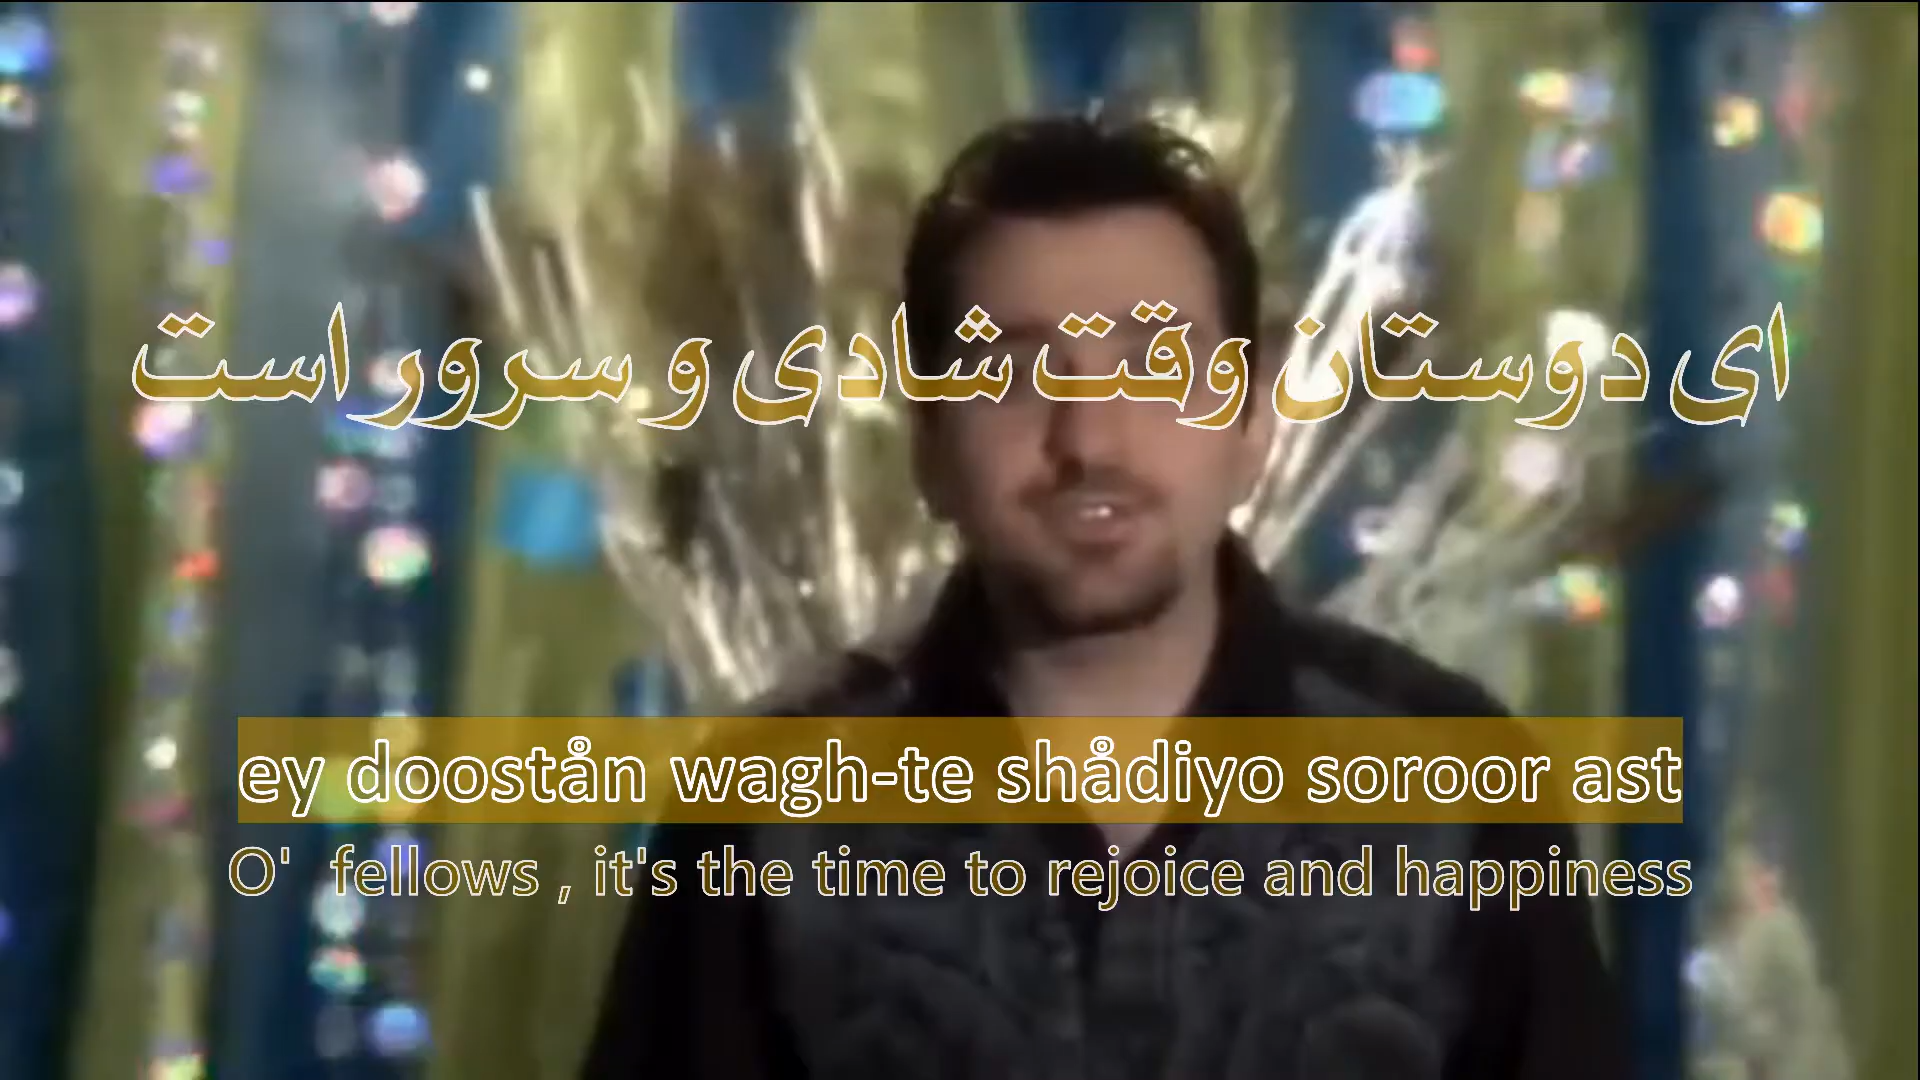 ای دوستان وقت شادی و سرور است
ey doostån wagh-te shådiyo soroor ast
O' fellows , it's the time to rejoice and happiness